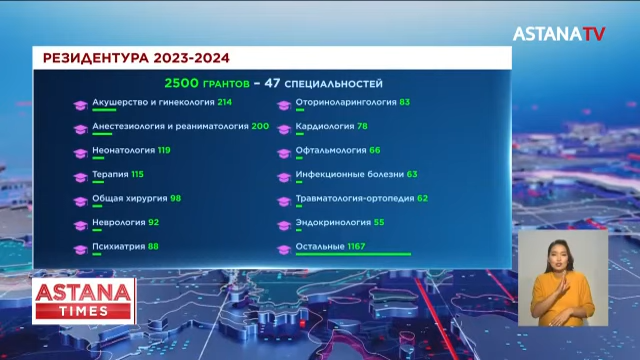 ASTANATV
РЕЗИДЕНТУРА 2023-2024
2500 ГРАНТОВ – 47 СПЕЦИАЛЬНОСТЕЙ
Акушерство и гинекология 214
Анестезиология и реаниматология 200
Неонатология 119
Терапия 115
Общая хирургия 98
Неврология 92
Психиатрия 88
Оториноларингология 83
Кардиология 78
Офтальмология 66
Инфекционные болезни 63
Травматология-ортопедия 62
Эндокринология 55
Остальные 1167
ASTANA
TIMES